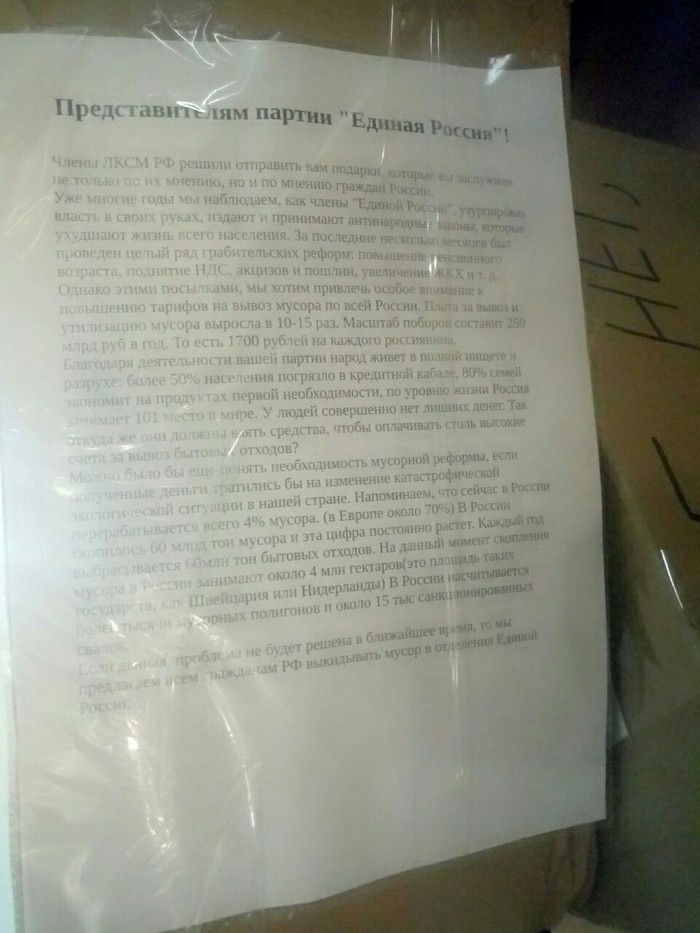 Представителям партии "Единая Россия"!
Члены ЛКСМ РФ решили отправить вам подарки, которые вы заслужили
не только по их мнению, но и по мнению граждан России.
Уже многие годы мы наблюдаем, как члены "Единой России", узурпировав
власть в своих руках, издают и принимают антинародные законы, которые
ухудшают жизнь всего населения. За последние несколько месяцев был
проведен целый ряд грабительских реформ: повышение пенсионного
возраста, поднятие НДС, акцизов и пошлин, увеличение ЖКХ и т. д.
Однако этими посылками, мы хотим привлечь особое внимание к
повышению тарифов на вывоз мусора по всей России. Плата за вывоз и
утилизацию мусора выросла в 10-15 раз. Масштаб поборов составит 250
млрд руб в год. То есть 1700 рублей на каждого россиянина.
Благодаря деятельности вашей партии народ живет в полной нищете и
разрухе: более 50% населения погрязло в кредитной кабале, 80% семей
экономит на продуктах первой необходимости, по уровню жизни Россия
занимает 101 место в мире. У людей совершенно нет лишних денег. Так
откуда же они должны взять средства, чтобы оплачивать столь высокие
счета за вывоз бытовых отходов?
Можно было бы еще понять необходимость мусорной реформы, если
полученные деньги тратились бы на изменение катастрофической
экологической ситуации в нашей стране. Напоминаем, что сейчас в России
перерабатывается всего 4% мусора. (в Европе около 70%) В России
скопилось 60 млрд тон мусора и эта цифра постоянно растет. Каждый год
выбрасывается 60млн тон бытовых отходов. На данный момент скопления
мусора в России занимают около 4 млн гектаров(это площадь таких
государств, как Швейцария или Нидерланды) В России насчитывается
более тысячи мусорных полигонов и около 15 тыс санкционированных
свалок.
Если данная проблема не будет решена в ближайшее время, то мы
предлагаем всем гражданам РФ выкидывать мусор в отделения Единой
России.
НЕТ,